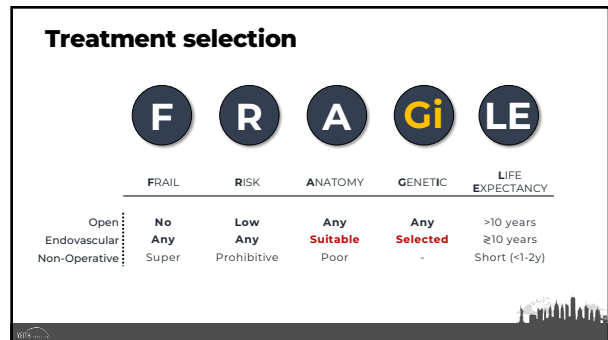 Treatment selection
F R A Gi LE
FRAIL RISK ANATOMY GENETIC LIFE EXPECTANCY
Open No Low Any Any >10 years
Endovascular Any Any Suitable Selected ≷10 years
Non-Operative Super Prohibitive Poor - Short (<1-2y)
VEITH